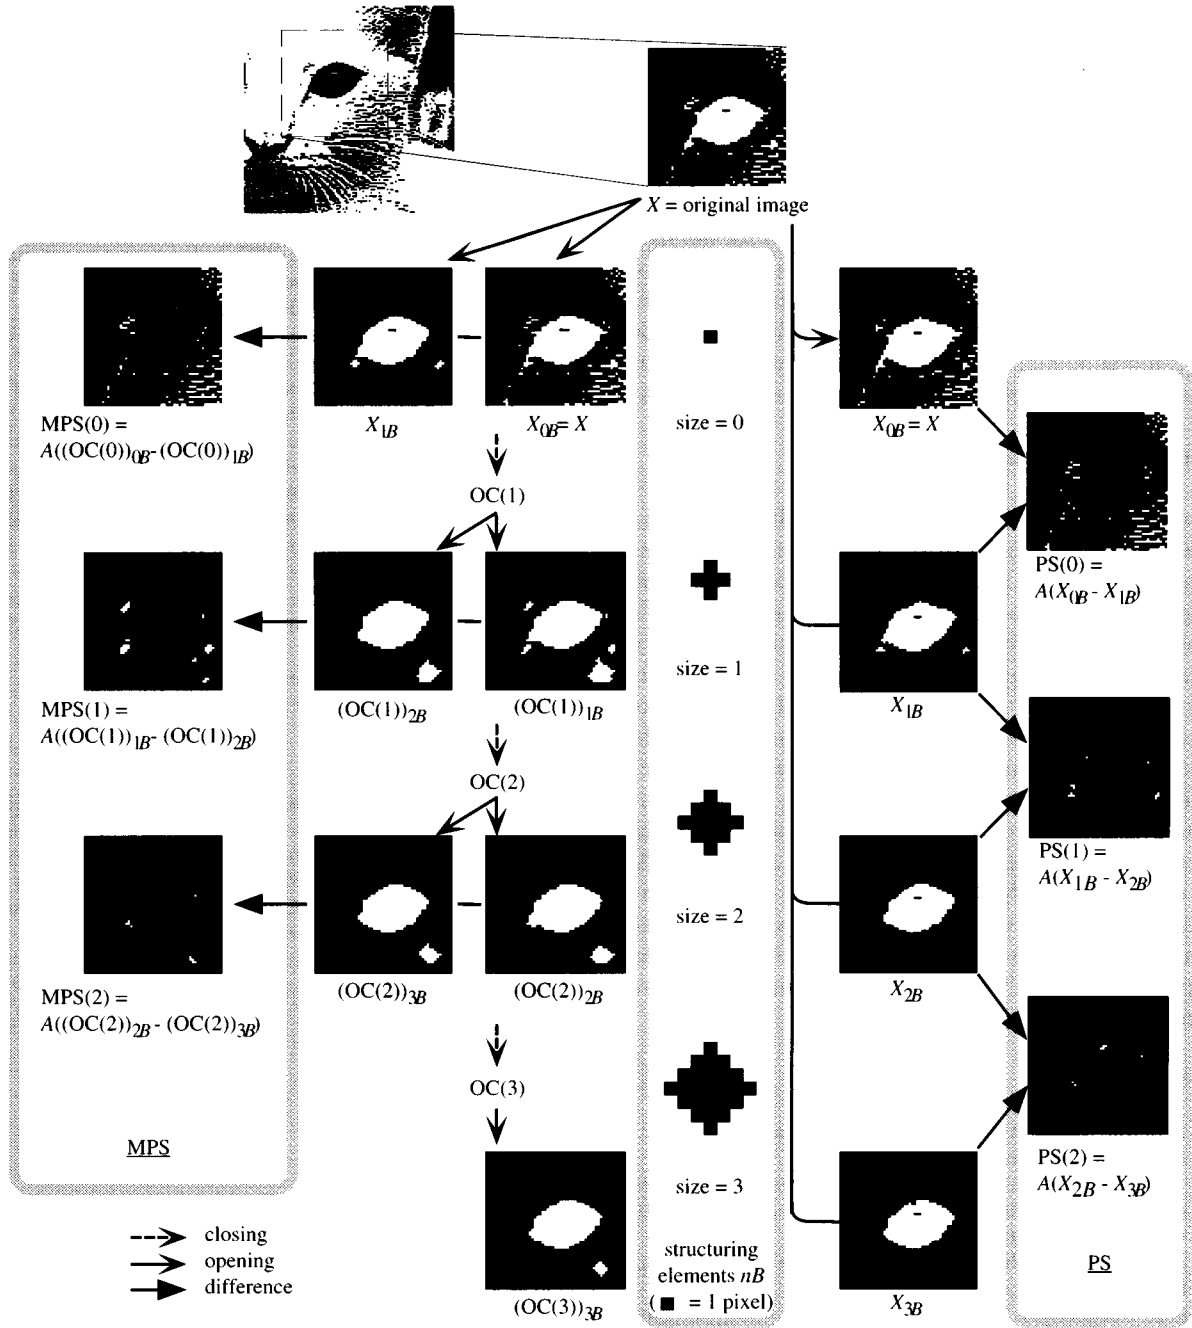 X = original image
MPS(0) =
A((OC(0))0B-(OC(0))1B)
X1B
X0B= X
size = 0
X0B= X
OC(1)
PS(0) =
A(X0B - X1B)
MPS(1) =
A((OC(1))1B- (OC(1))2B)
(OC(1))2B
(OC(1))1B
size = 1
X1B
OC(2)
PS(1) =
A(X1B - X2B)
MPS(2) =
A((OC(2))2B - (OC(2))3B)
(OC(2))3B
(OC(2))2B
size = 2
X2B
OC(3)
MPS
PS(2) =
A(X2B - X3B)
size = 3
closing
opening
difference
structuring
elements nB
( ■ = 1 pixel)
PS
(OC(3))3B
X3B